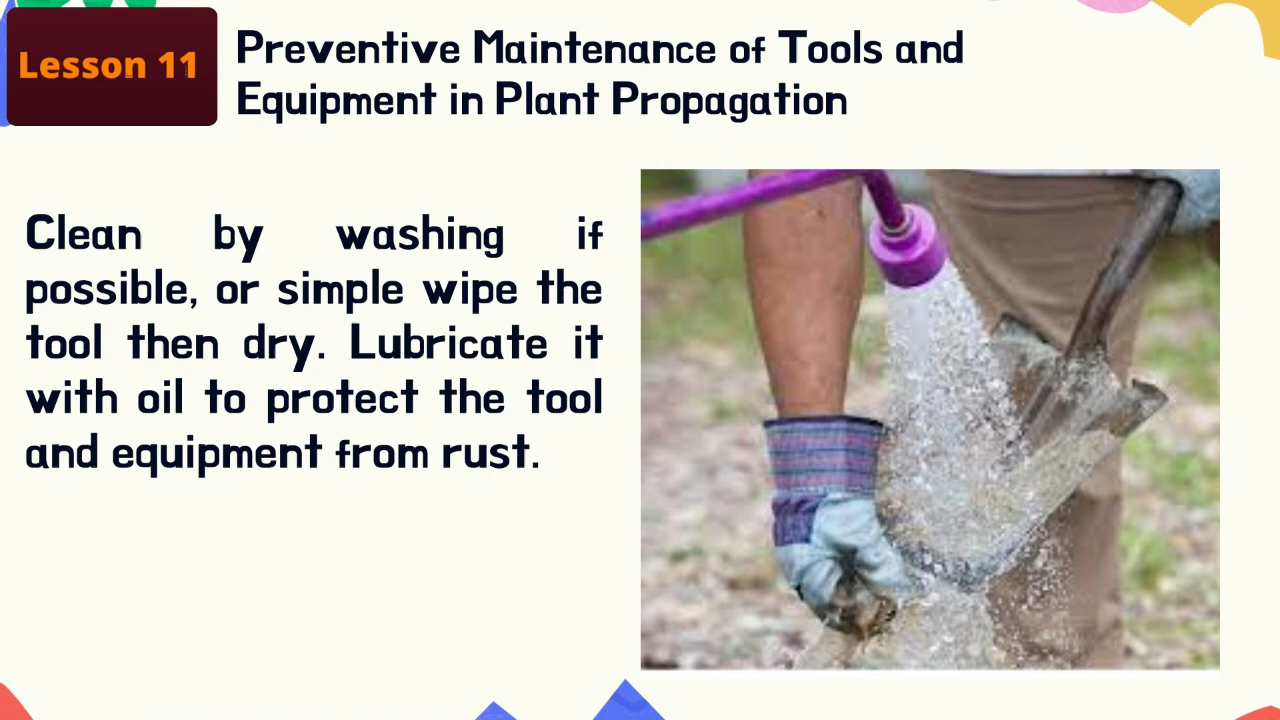 Lesson 11
Preventive Maintenance of Tools and
Equipment in Plant Propagation
Clean by washing if
possible, or simple wipe the
tool then dry. Lubricate it
with oil to protect the tool
and equipment from rust.